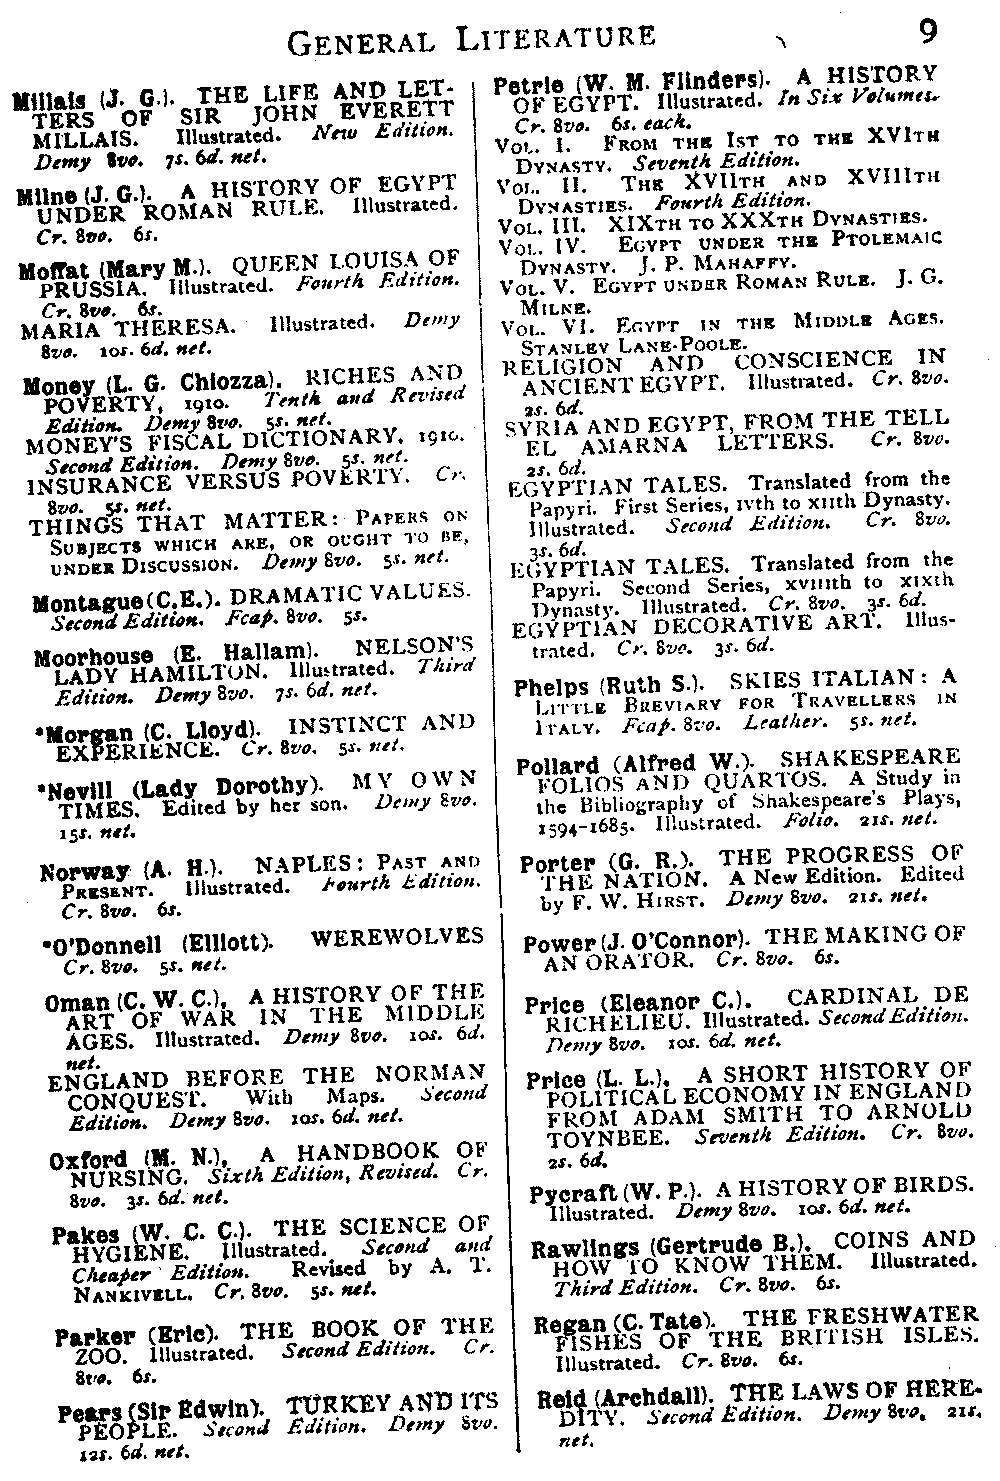 GENERAL LITERATURE 9
Millais (J. G.). THE LIFE AND LET-
TERS OF SIR JOHN EVERETT
MILLAIS. Illustrated. New Edition.
Demy 8vo. 7s. 6d. net.
Milne (J. G.). A HISTORY OF EGYPT
UNDER ROMAN RULE. Illustrated.
Cr. 8vo. 6s.
Moffat (Mary M.). QUEEN LOUISA OF
PRUSSIA. Illustrated. Fourth Edition.
Cr. 8vo. 6s.
MARIA THERESA. Illustrated. Demy
8vo. 10s. 6d. net.
Money (L. G. Chiozza). RICHES AND
POVERTY, 1910. Tenth and Revised
Edition. Demy 8vo. 5s. net.
MONEY'S FISCAL DICTIONARY. 1910.
Second Edition. Demy 8vo. 5s. net.
INSURANCE VERSUS POVERTY. Cr.
8vo. 5s. net.
THINGS THAT MATTER: PAPERS ON
SUBJECTS WHICH ARE, OR OUGHT TO BE,
UNDER DISCUSSION. Demy 8vo. 5s. net.
Montague (C.E.). DRAMATIC VALUES.
Second Edition. Fcap. 8vo. 5s.
Moorhouse (E. Hallam). NELSON'S
LADY HAMILTON. Illustrated. Third
Edition. Demy 8vo. 7s. 6d. net.
*Morgan (C. Lloyd). INSTINCT AND
EXPERIENCE. Cr. 8vo. 5s. net.
*Nevill (Lady Dorothy). MY OWN
TIMES. Edited by her son. Demy 8vo.
15s. net.
Norway (A. H.). NAPLES: PAST AND
PRESENT. Illustrated. Fourth Edition.
Cr. 8vo. 6s.
*O'Donnell (Elliott). WEREWOLVES
Cr. 8vo. 5s. net.
Oman (C. W. C.), A HISTORY OF THE
ART OF WAR IN THE MIDDLE
AGES. Illustrated. Demy 8vo. 10s. 6d.
net.
ENGLAND BEFORE THE NORMAN
CONQUEST. With Maps. Second
Edition. Demy 8vo. 10s. 6d. net.
Oxford (M. N.), A HANDBOOK OF
NURSING. Sixth Edition, Revised. Cr.
8vo. 3s. 6d. net.
Pakes (W. C. C.). THE SCIENCE OF
HYGIENE. Illustrated. Second and
Cheaper Edition. Revised by A. T.
NANKIVELL. Cr. 8vo. 5s. net.
Parker (Eric). THE BOOK OF THE
ZOO. Illustrated. Second Edition. Cr.
8vo. 6s.
Pears (Sir Edwin). TURKEY AND ITS
PEOPLE. Second Edition. Demy 8vo.
12s. 6d. net.
Petrie (W. M. Flinders). A HISTORY
OF EGYPT. Illustrated. In Six Volumes.
Cr. 8vo. 6s. each.
VOL. I. FROM THE IST TO THE XVITH
DYNASTY. Seventh Edition.
VOL. II. THE XVIITH AND XVIIITH
DYNASTIES. Fourth Edition.
VOL. III. XIXTH TO XXXTH DYNASTIES.
VOL. IV. EGYPT UNDER THE PTOLEMAIC
DYNASTY. J. P. MAHAFFY.
VOL. V. EGYPT UNDER ROMAN RULE. J. G.
MILNE.
VOL. VI. EGYPT IN THE MIDDLE AGES.
STANLEY LANE-POOLE.
RELIGION AND CONSCIENCE IN
ANCIENT EGYPT. Illustrated. Cr. 8vo.
2s. 6d.
SYRIA AND EGYPT, FROM THE TELL
EL AMARNA LETTERS. Cr. 8vo.
2s. 6d.
EGYPTIAN TALES. Translated from the
Papyri. First Series, IVth to XIIth Dynasty.
Illustrated. Second Edition. Cr. 8vo.
3s. 6d.
EGYPTIAN TALES. Translated from the
Papyri. Second Series, XVIIIth to XIXth
Dynasty. Illustrated. Cr. 8vo. 3s. 6d.
EGYPTIAN DECORATIVE ART. Illus-
trated. Cr. 8vo. 3s. 6d.
Phelps (Ruth S.). SKIES ITALIAN: A
LITTLE BREVIARY FOR TRAVELLERS IN
ITALY. Fcap. 8vo. Leather. 5s. net.
Pollard (Alfred W.). SHAKESPEARE
FOLIOS AND QUARTOS. A Study in
the Bibliography of Shakespeare's Plays,
1594-1685. Illustrated. Folio. 21s. net.
Porter (G. R.). THE PROGRESS OF
THE NATION. A New Edition. Edited
by F. W. HIRST. Demy 8vo. 21s. net.
Power (J. O'Connor). THE MAKING OF
AN ORATOR. Cr. 8vo. 6s.
Price (Eleanor C.). CARDINAL DE
RICHELIEU. Illustrated. Second Edition.
Demy 8vo. 10s. 6d. net.
Price (L. L.), A SHORT HISTORY OF
POLITICAL ECONOMY IN ENGLAND
FROM ADAM SMITH TO ARNOLD
TOYNBEE. Seventh Edition. Cr. 8vo.
2s. 6d.
Pycraft (W. P.). A HISTORY OF BIRDS.
Illustrated. Demy 8vo. 10s. 6d. net.
Rawlings (Gertrude B.). COINS AND
HOW TO KNOW THEM. Illustrated.
Third Edition. Cr. 8vo. 6s.
Regan (C. Tate). THE FRESHWATER
FISHES OF THE BRITISH ISLES.
Illustrated. Cr. 8vo. 6s.
Reid (Archdall). THE LAWS OF HERE-
DITY. Second Edition. Demy 8vo. 21s.
net.